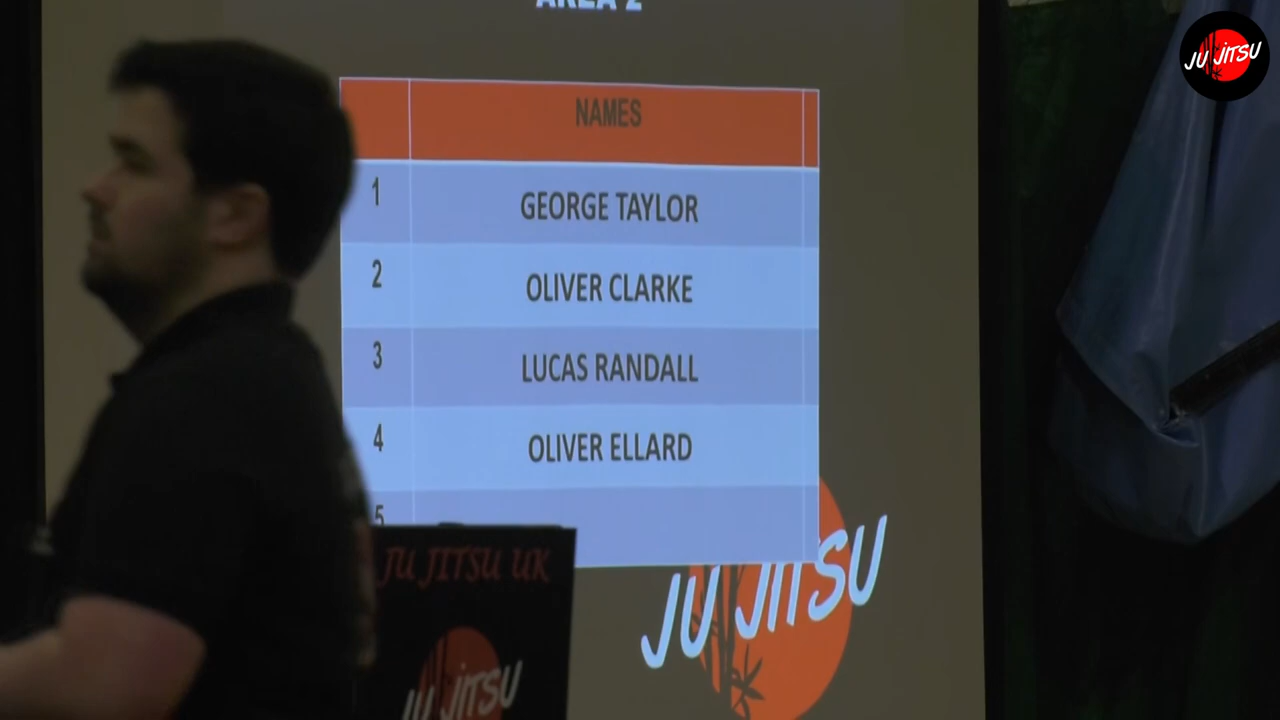 AREA 2
NAMES
1 GEORGE TAYLOR
2 OLIVER CLARKE
3 LUCAS RANDALL
4 OLIVER ELLARD
5
JU JITSU
JU JITSU UK
JU JITSU
JU JITSU